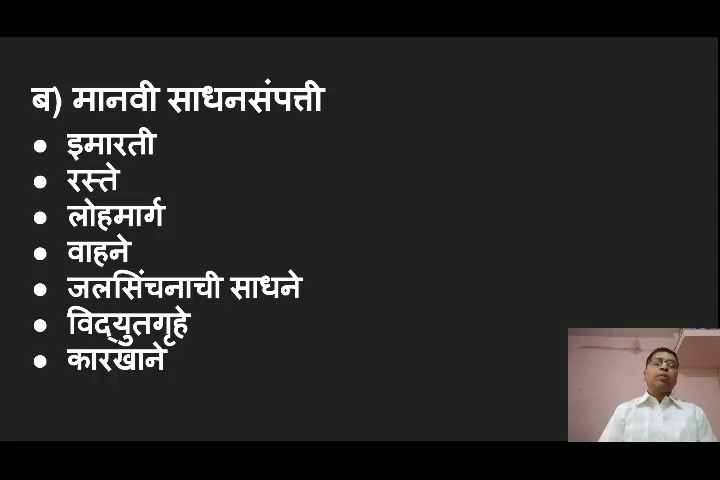 ब) मानवी साधनसंपत्ती
● इमारती
● रस्ते
● लोहमार्ग
● वाहने
● जलसिंचनाची साधने
● विद्युतगृहे
● कारखाने